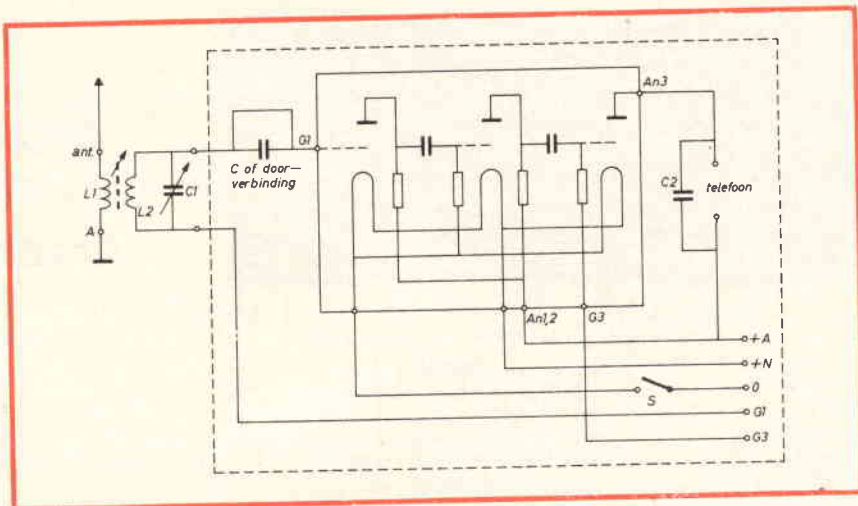 An3
ant.
G1
C of door—
verbinding
L1
L2
C1
C2
telefoon
A
An1,2
G3
+A
+N
S
0
G1
G3